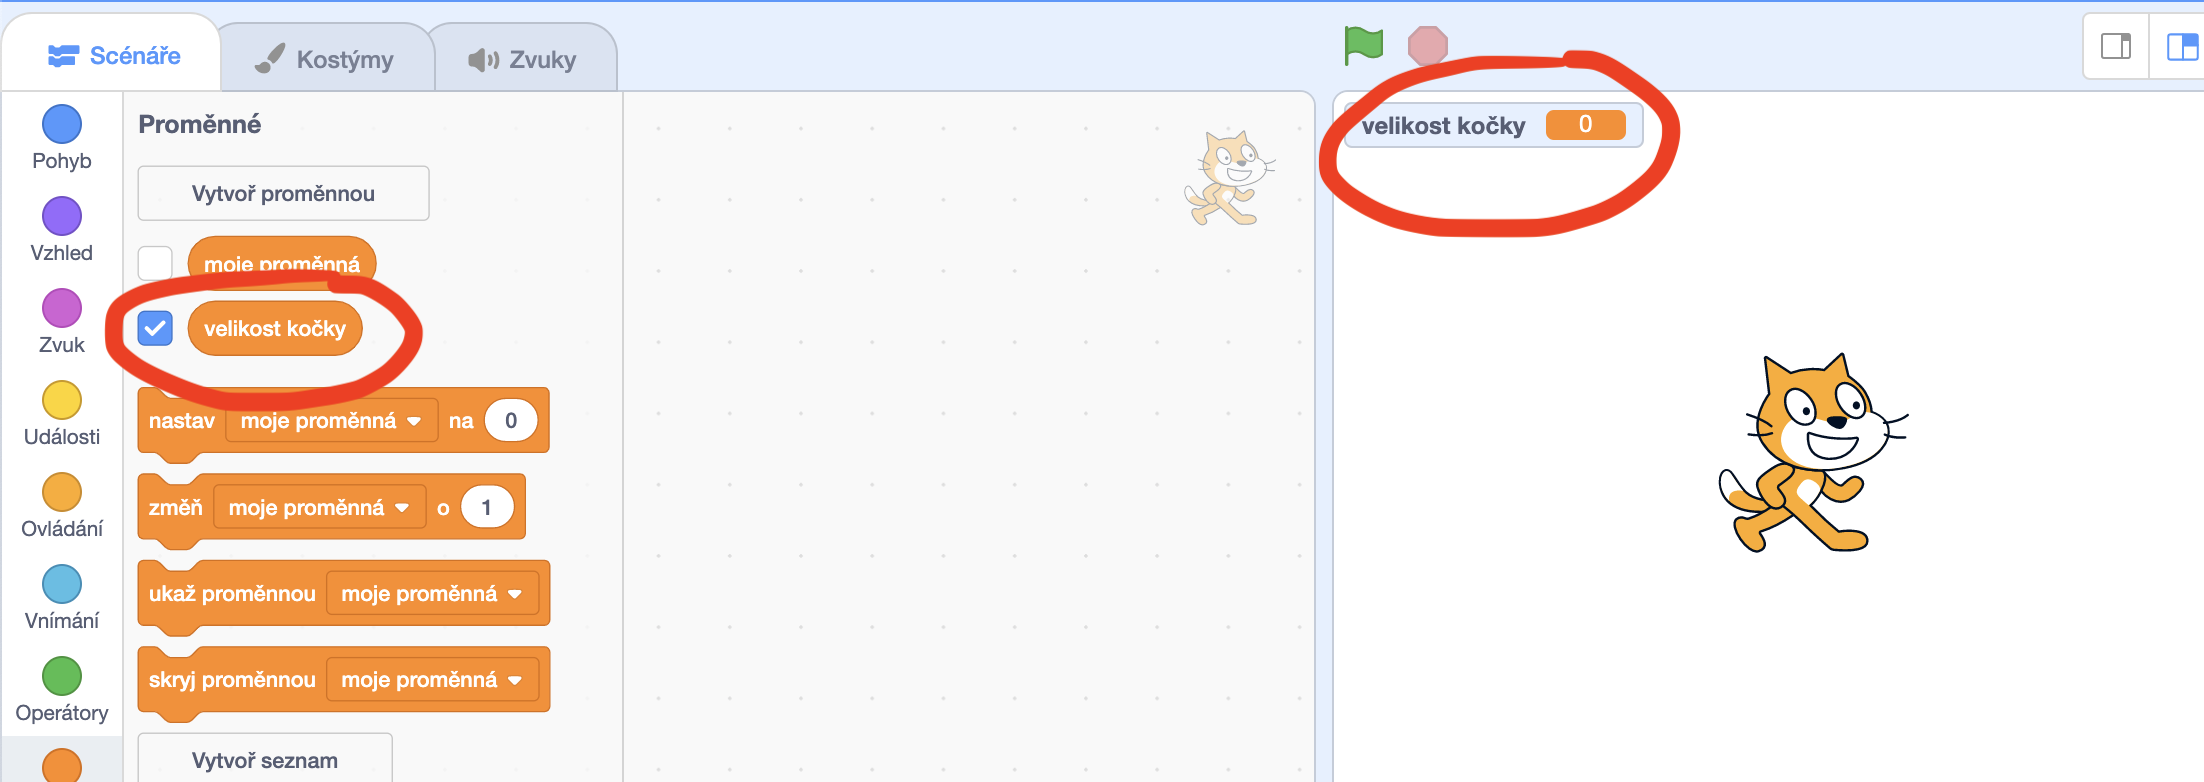 Scénáře
Kostýmy
Zvuky
Pohyb
Vzhled
Zvuk
Události
Ovládání
Vnímání
Operátory
Proměnné
Vytvoř proměnnou
moje proměnná
velikost kočky
nastav moje proměnná na 0
změň moje proměnná o 1
ukaž proměnnou moje proměnná
skryj proměnnou moje proměnná
Vytvoř seznam
velikost kočky 0